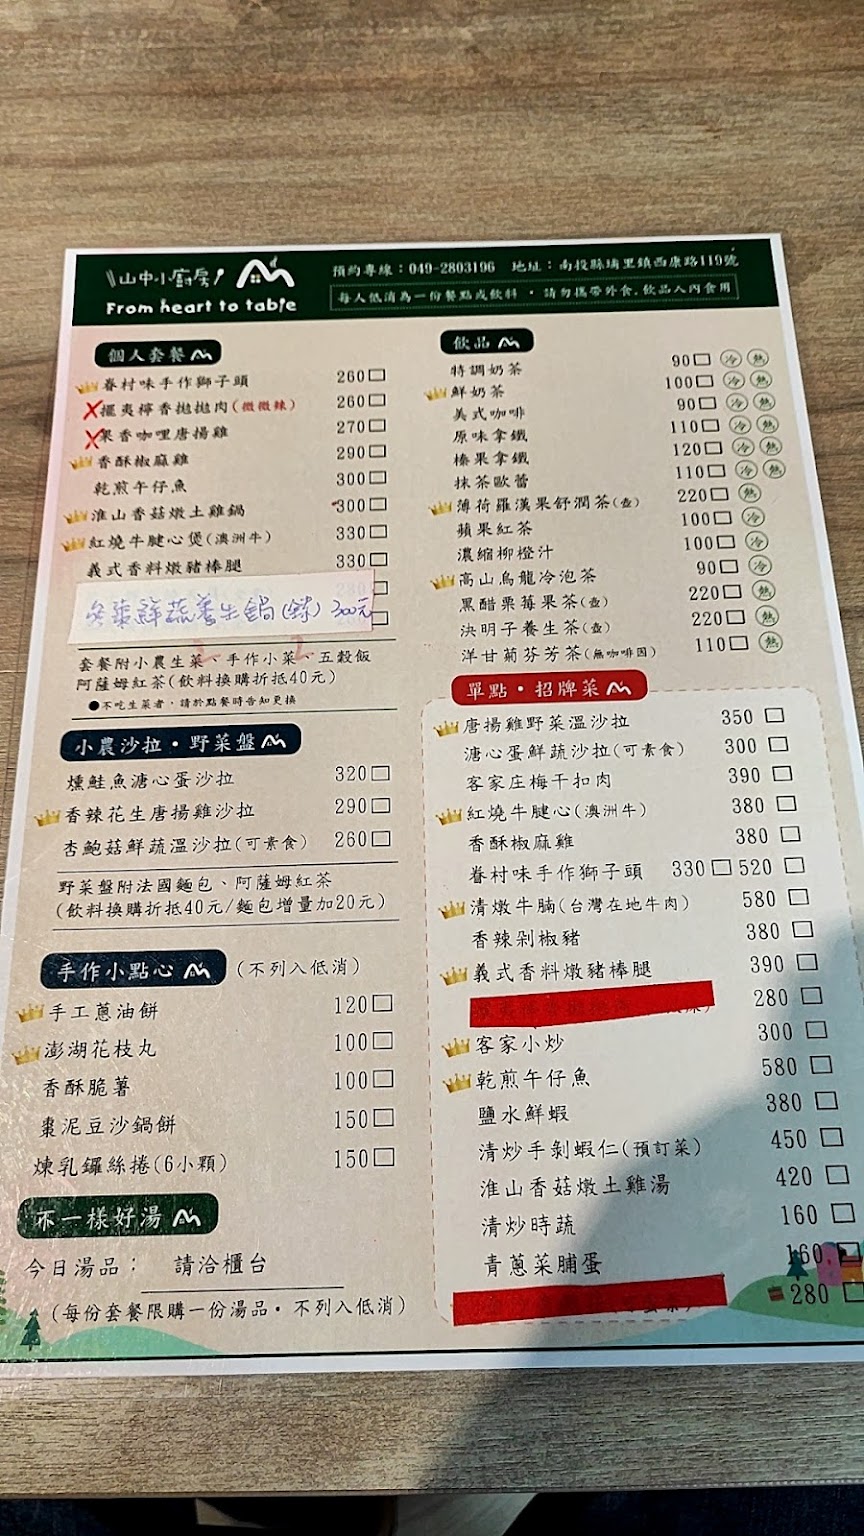 山中小廚房
From heart to table
預約專線：049-2803196 地址：南投縣埔里鎮西康路119號
每人低消為一份餐點或飲料 · 請勿攜帶外食,飲品入內食用
個人套餐
眷村味手作獅子頭 260
擺夷檸香拋拋肉(微微辣) 260
果香咖哩唐揚雞 270
香酥椒麻雞 290
乾煎午仔魚 300
淮山香菇燉土雞鍋 300
紅燒牛腱心煲(澳洲牛) 330
義式香料燉豬棒腿 330
鮮蔬養生鍋 300元
套餐附小農生菜、手作小菜、五穀飯
阿薩姆紅茶(飲料換購折抵40元)
●不吃生菜者，請於點餐時告知更換
小農沙拉·野菜盤
燻鮭魚溏心蛋沙拉 320
香辣花生唐揚雞沙拉 290
杏鮑菇鮮蔬溫沙拉(可素食) 260
野菜盤附法國麵包、阿薩姆紅茶
(飲料換購折抵40元/麵包增量加20元)
手作小點心 (不列入低消)
手工蔥油餅 120
澎湖花枝丸 100
香酥脆薯 100
棗泥豆沙鍋餅 150
煉乳鑼絲捲(6小顆) 150
不一樣好湯
今日湯品： 請洽櫃台
(每份套餐限購一份湯品·不列入低消)
飲品
特調奶茶 90 冷 熱
鮮奶茶 100 冷 熱
美式咖啡 90 冷 熱
原味拿鐵 110 冷 熱
榛果拿鐵 120 冷 熱
抹茶歐蕾 110 冷 熱
薄荷羅漢果舒潤茶(壺) 220 熱
蘋果紅茶 100 冷
濃縮柳橙汁 100 冷
高山烏龍冷泡茶 90 冷
黑醋栗莓果茶(壺) 220 熱
決明子養生茶(壺) 220 熱
洋甘菊芬芳茶(無咖啡因) 110 熱
單點·招牌菜
唐揚雞野菜溫沙拉 350
溏心蛋鮮蔬沙拉(可素食) 300
客家庄梅干扣肉 390
紅燒牛腱心(澳洲牛) 380
香酥椒麻雞 380
眷村味手作獅子頭 330 520
清燉牛腩(台灣在地牛肉) 580
香辣剁椒豬 380
義式香料燉豬棒腿 390
280
客家小炒 300
乾煎午仔魚 580
鹽水鮮蝦 380
清炒手剝蝦仁(預訂菜) 450
淮山香菇燉土雞湯 420
清炒時蔬 160
青蔥菜脯蛋 160
280